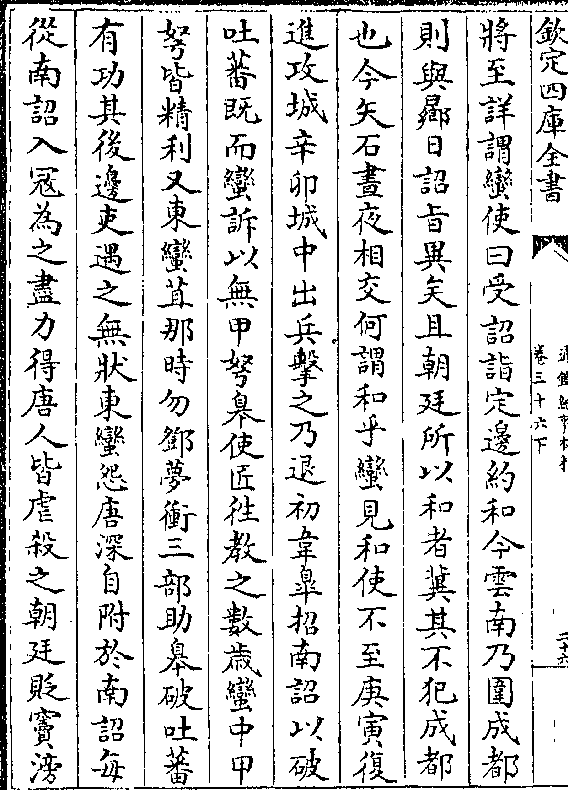 欽定四庫全書
卷三十六下
將至詳謂蠻使曰受詔詣定邊約和今雲南乃圍成都
則與曏日詔旨異矣且朝廷所以和者冀其不犯成都
也今矢石晝夜相交何謂和乎蠻見和使不至庚寅復
進攻城辛卯城中出兵擊之乃退初韋臯招南詔以破
吐蕃既而蠻訴以無甲弩臯使匠往教之數歲蠻中甲
弩皆精利又東蠻苴那時勿鄧夢衝三部助臯破吐蕃
有功其後邊吏遇之無狀東蠻怨唐深自附於南詔每
從南詔入冦為之盡力得唐人皆虐殺之朝廷貶竇滂